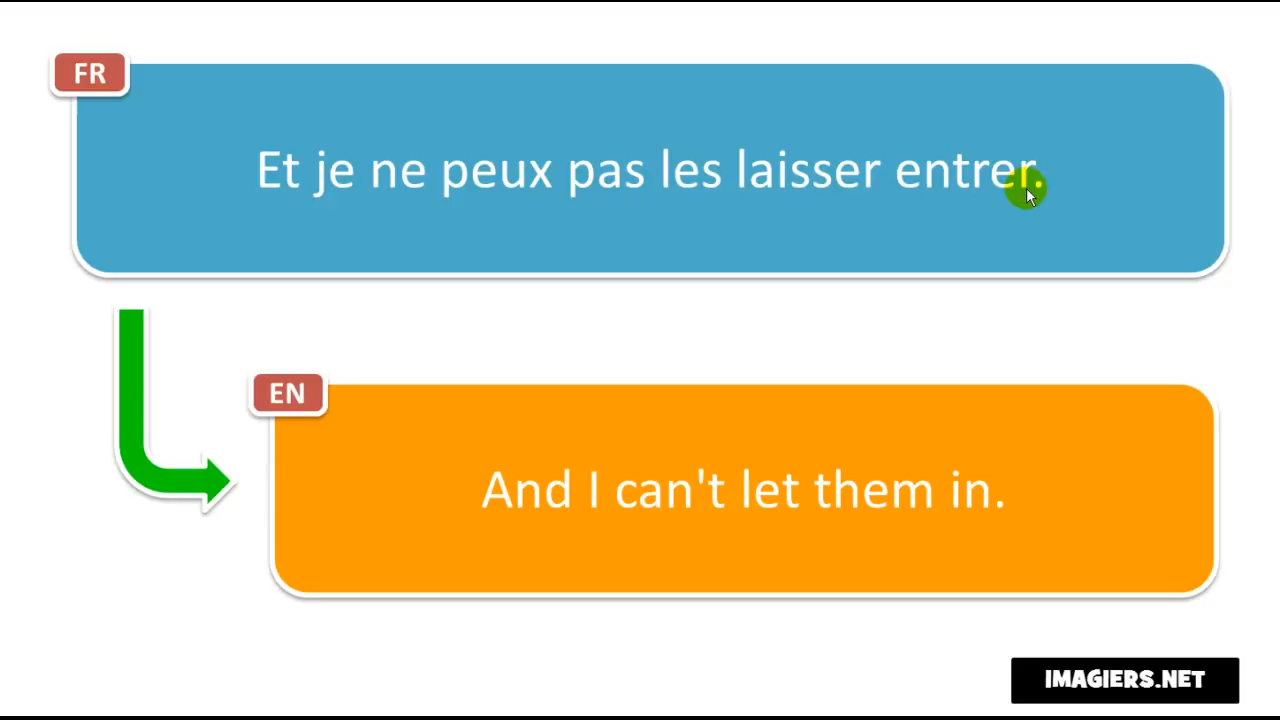 FR
Et je ne peux pas les laisser entrer.
EN
And I can't let them in.
IMAGIERS.NET